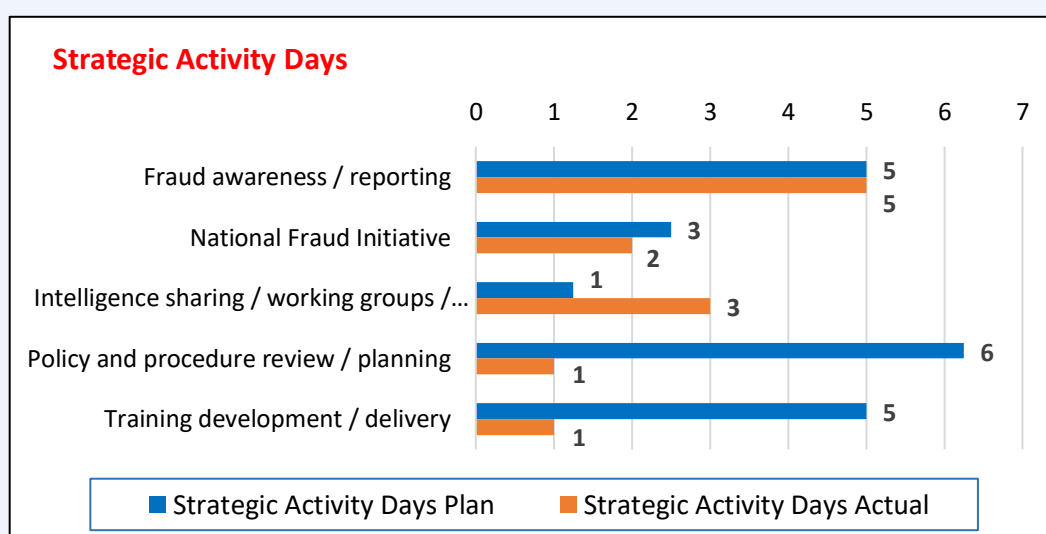 Strategic Activity Days
0 1 2 3 4 5 6 7
Fraud awareness / reporting 5
5
National Fraud Initiative 3
2
Intelligence sharing / working groups /... 1
3
Policy and procedure review / planning 6
1
Training development / delivery 5
1
Strategic Activity Days Plan Strategic Activity Days Actual